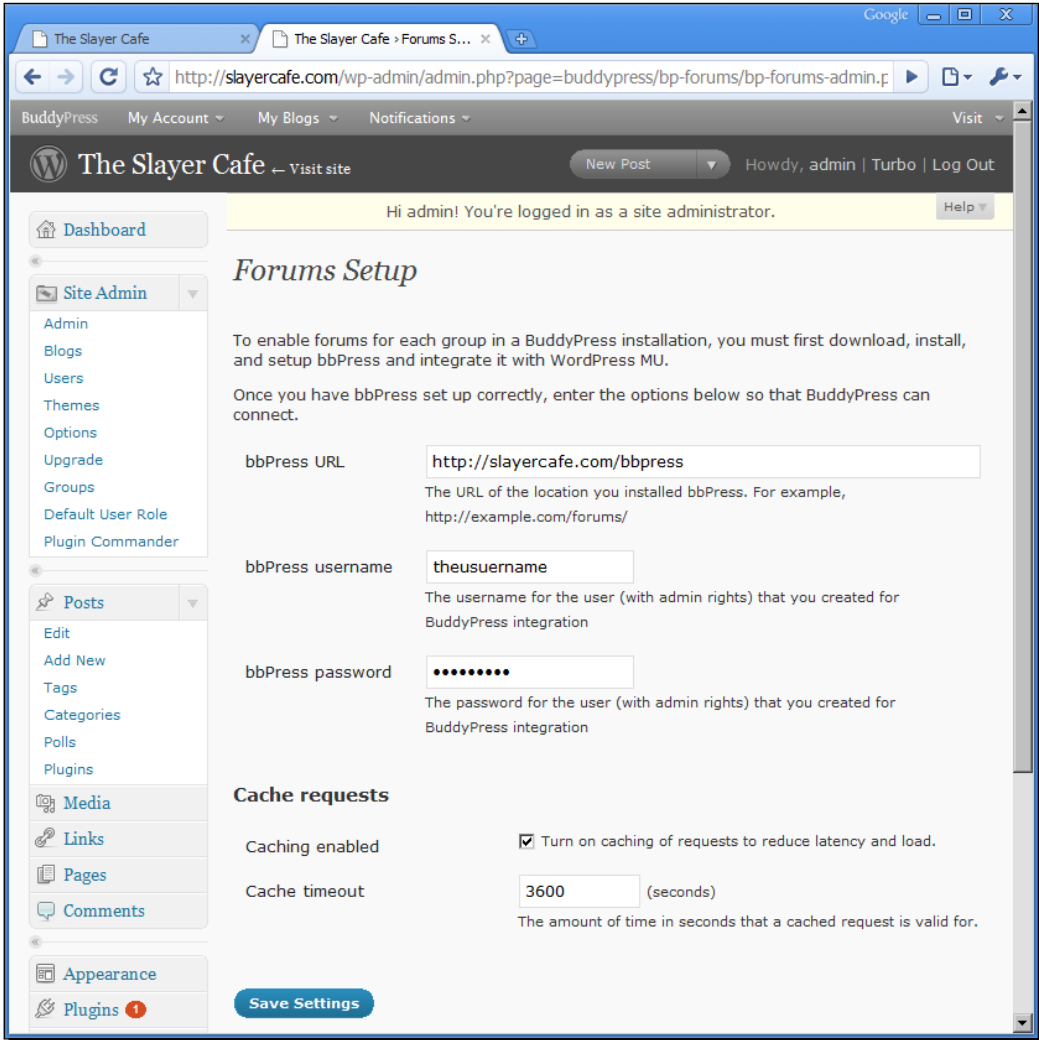 Google
The Slayer Cafe
The Slayer Cafe › Forums S...
http://slayercafe.com/wp-admin/admin.php?page=buddypress/bp-forums/bp-forums-admin.p
BuddyPress My Account My Blogs Notifications Visit
The Slayer Cafe ← Visit site New Post Howdy, admin | Turbo | Log Out
Hi admin! You're logged in as a site administrator. Help
Dashboard
Site Admin
Admin
Blogs
Users
Themes
Options
Upgrade
Groups
Default User Role
Plugin Commander
Posts
Edit
Add New
Tags
Categories
Polls
Plugins
Media
Links
Pages
Comments
Appearance
Plugins 1
Forums Setup
To enable forums for each group in a BuddyPress installation, you must first download, install,
and setup bbPress and integrate it with WordPress MU.
Once you have bbPress set up correctly, enter the options below so that BuddyPress can
connect.
bbPress URL http://slayercafe.com/bbpress
The URL of the location you installed bbPress. For example,
http://example.com/forums/
bbPress username theusuername
The username for the user (with admin rights) that you created for
BuddyPress integration
bbPress password •••••••••
The password for the user (with admin rights) that you created for
BuddyPress integration
Cache requests
Caching enabled Turn on caching of requests to reduce latency and load.
Cache timeout 3600 (seconds)
The amount of time in seconds that a cached request is valid for.
Save Settings